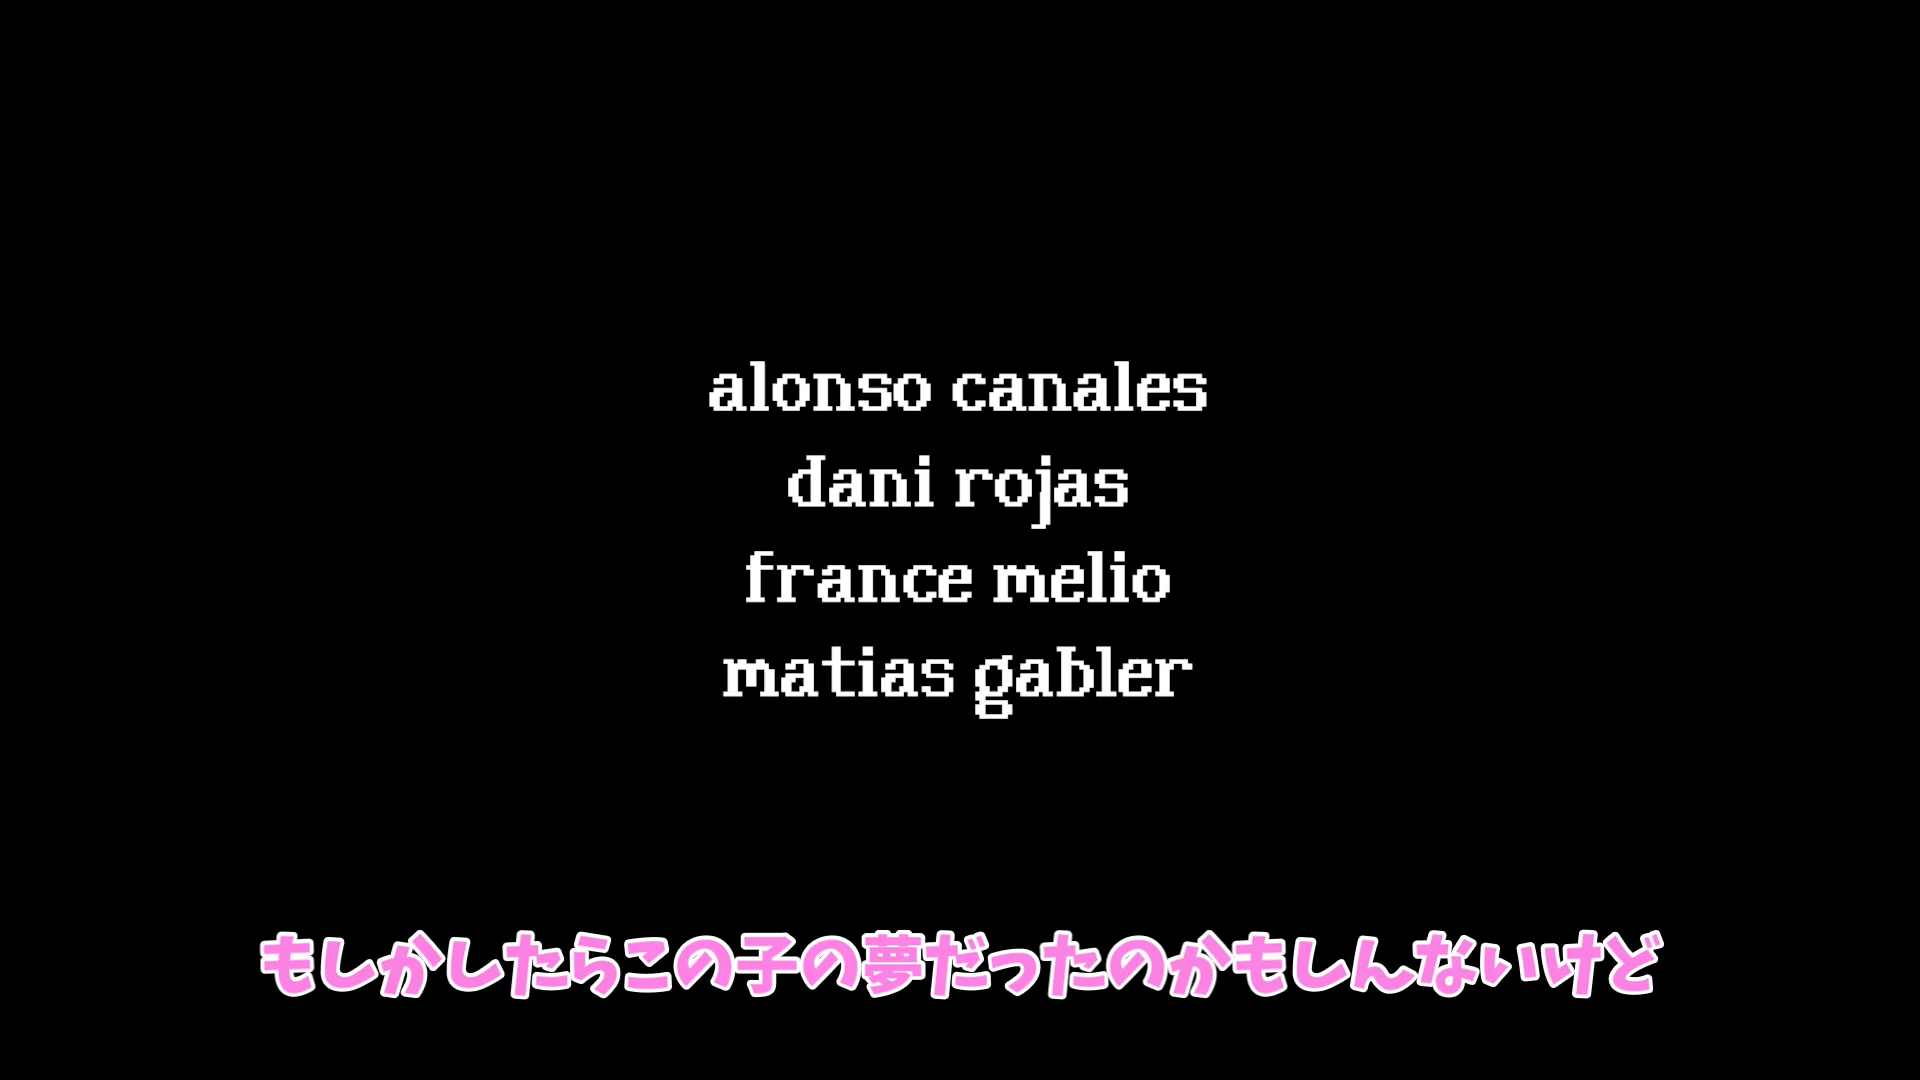 alonso canales
dani rojas
france melio
matias gabler
もしかしたらこの子の夢だったのかもしんないけど